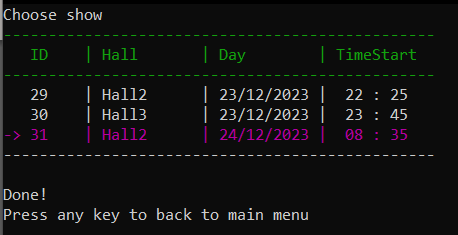 Choose show
------------------------------------------------
   ID    | Hall       | Day        | TimeStart
------------------------------------------------
   29    | Hall2      | 23/12/2023 |  22 : 25
   30    | Hall3      | 23/12/2023 |  23 : 45
-> 31    | Hall2      | 24/12/2023 |  08 : 35
------------------------------------------------
Done!
Press any key to back to main menu